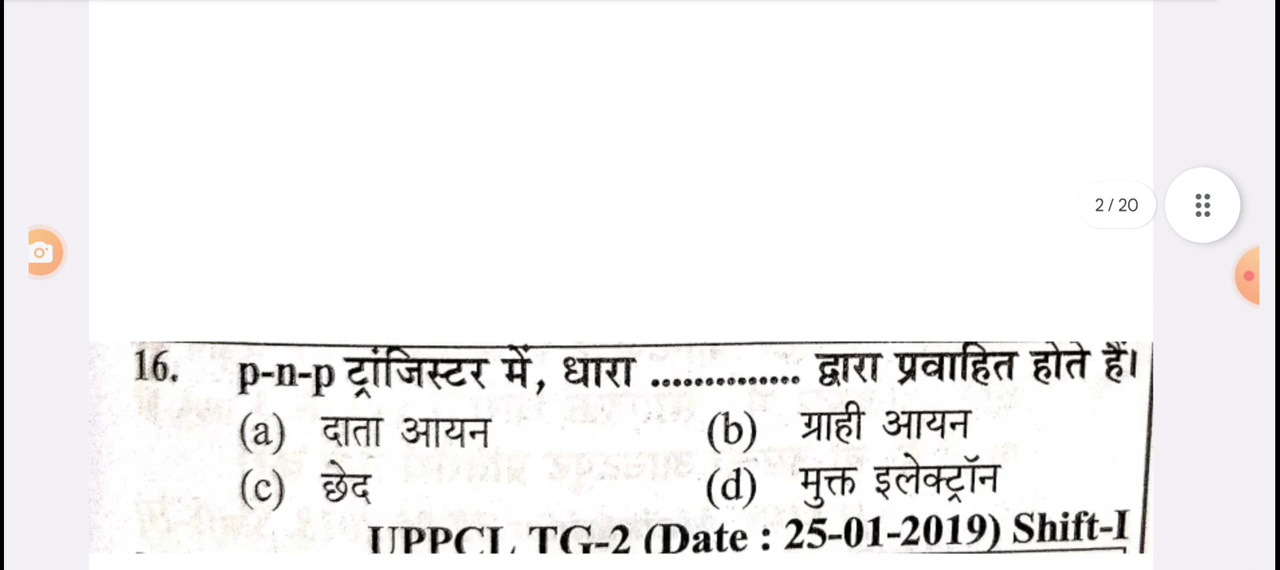 2 / 20
16. p-n-p ट्रांजिस्टर में, धारा .............. द्वारा प्रवाहित होते हैं।
(a) दाता आयन (b) ग्राही आयन
(c) छेद (d) मुक्त इलेक्ट्रॉन
UPPCL TG-2 (Date : 25-01-2019) Shift-I